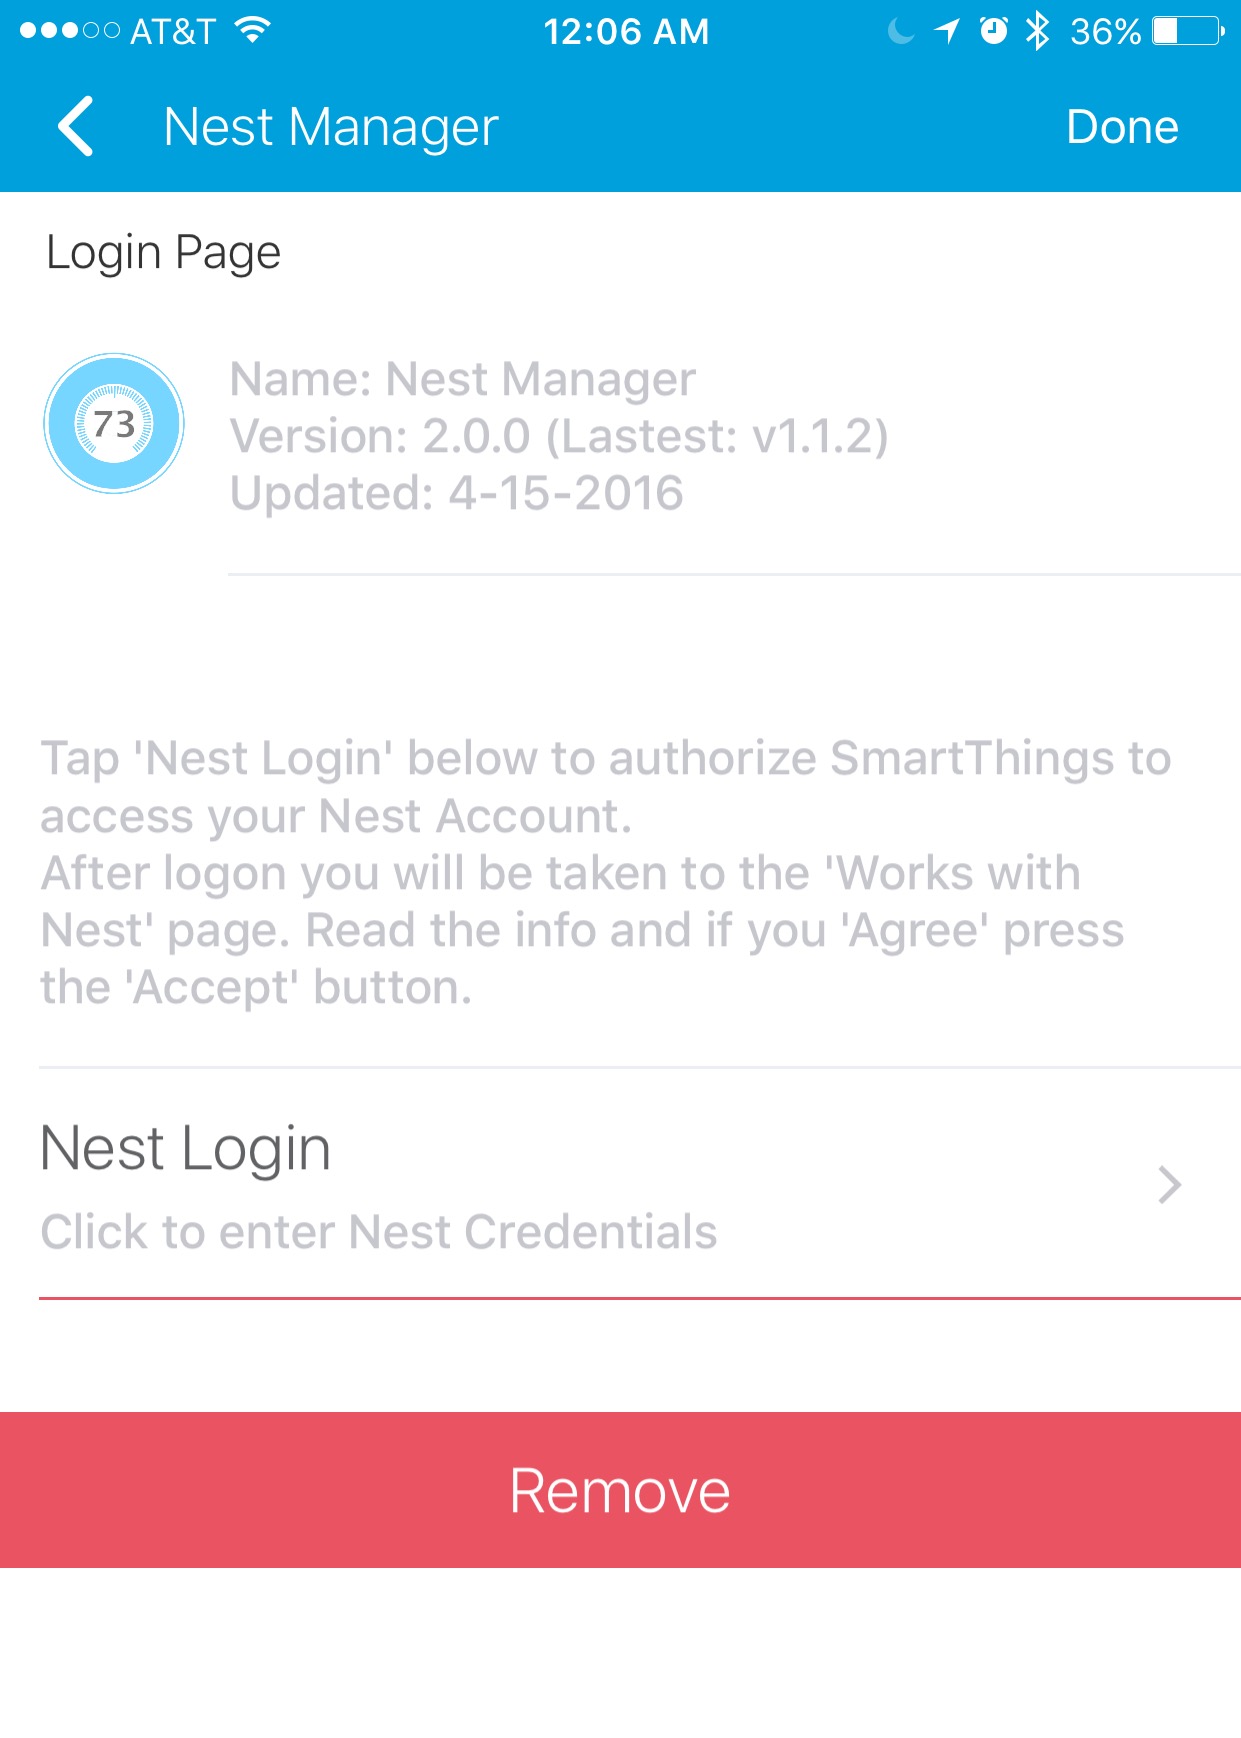 AT&T 12:06 AM 36%
Nest Manager Done
Login Page
73
Name: Nest Manager
Version: 2.0.0 (Lastest: v1.1.2)
Updated: 4-15-2016
Tap 'Nest Login' below to authorize SmartThings to
access your Nest Account.
After logon you will be taken to the 'Works with
Nest' page. Read the info and if you 'Agree' press
the 'Accept' button.
Nest Login
Click to enter Nest Credentials
Remove